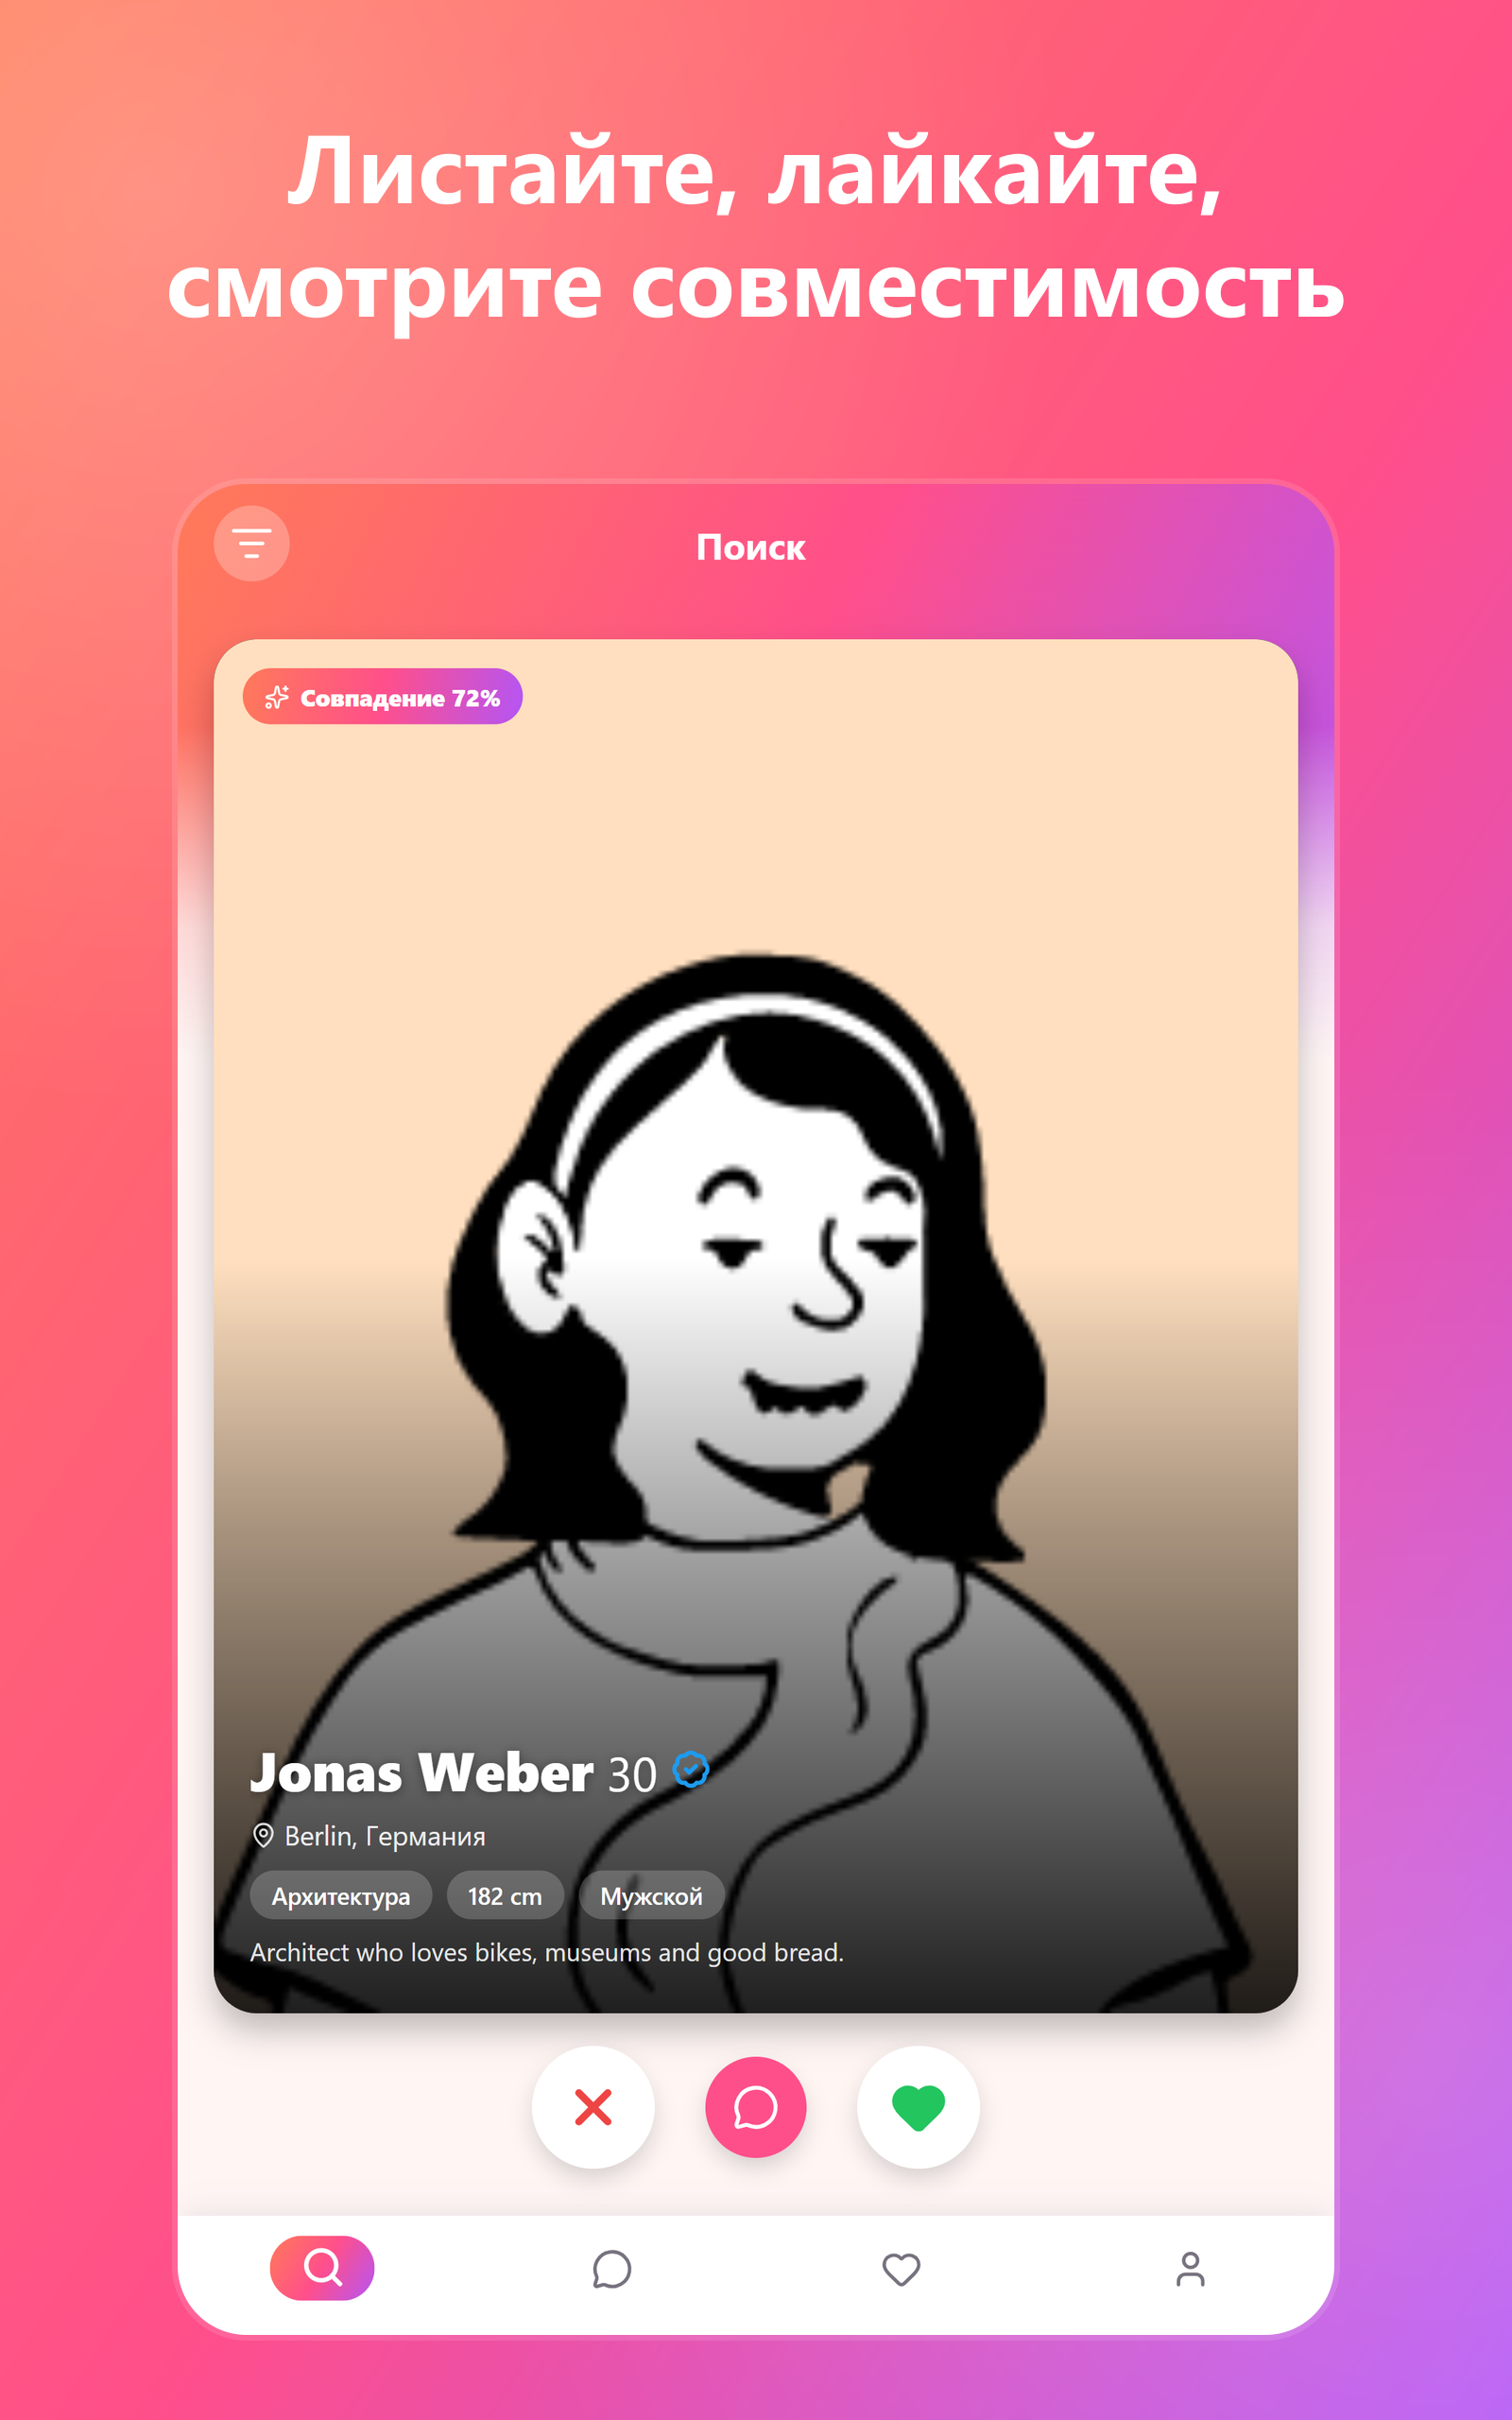 Листайте, лайкайте,
смотрите совместимость
Поиск
Совпадение 72%
Jonas Weber 30
Berlin, Германия
Архитектура 182 cm Мужской
Architect who loves bikes, museums and good bread.